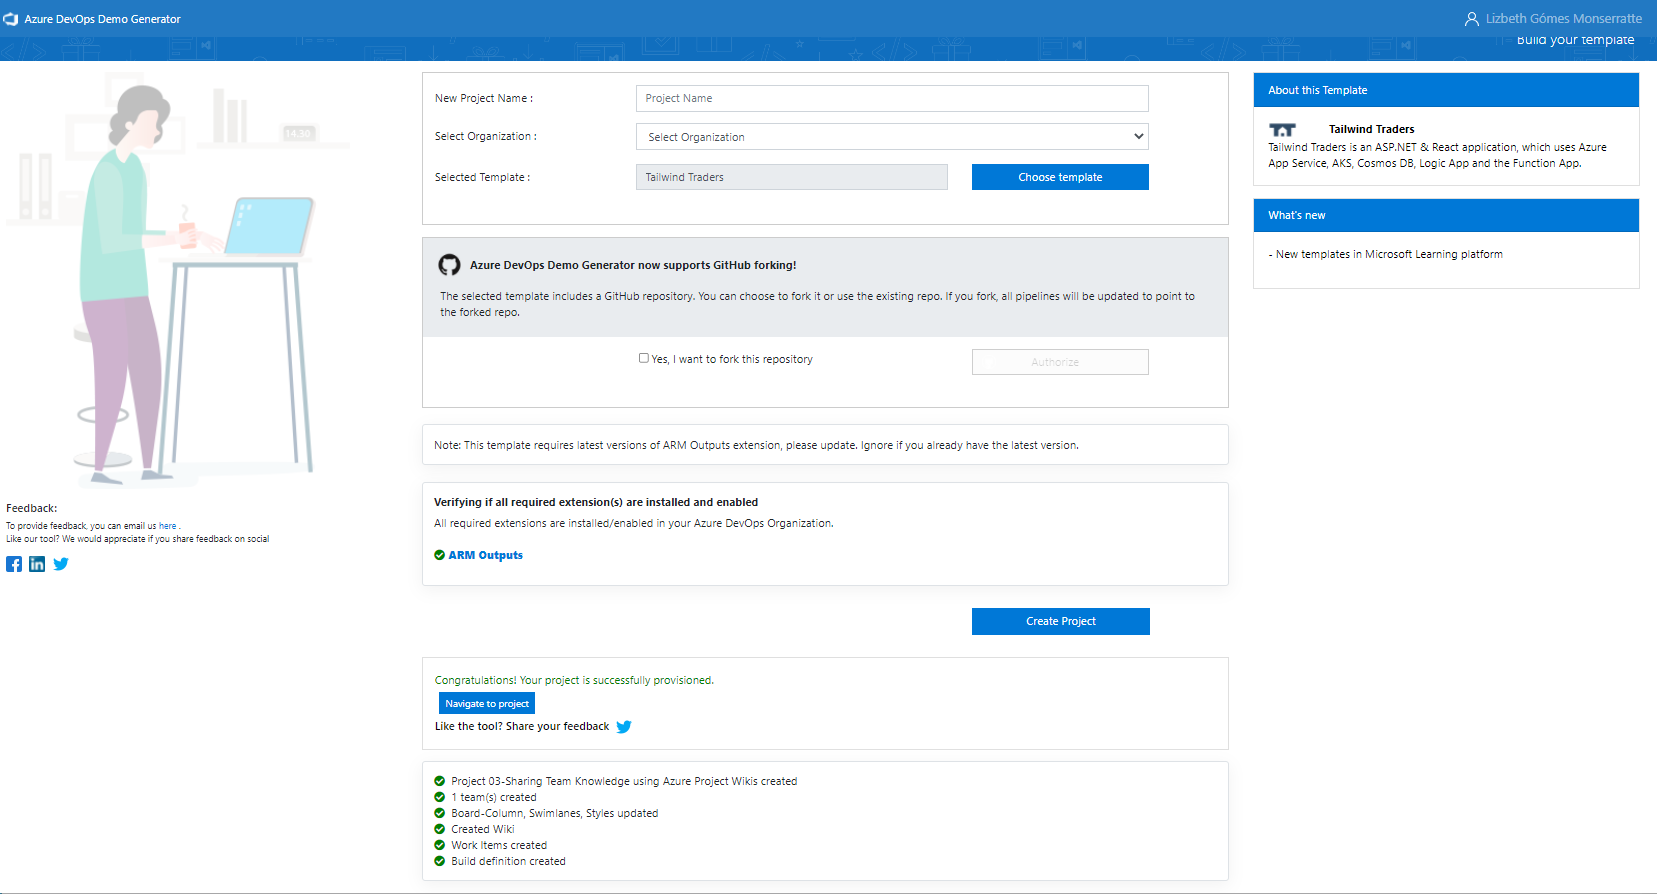 Azure DevOps Demo Generator
Lizbeth Gómes Monserratte
Build your template
14:30
Feedback:
To provide feedback, you can email us here .
Like our tool? We would appreciate if you share feedback on social
New Project Name :
Project Name
Select Organization :
Select Organization
Selected Template :
Tailwind Traders
Choose template
Azure DevOps Demo Generator now supports GitHub forking!
The selected template includes a GitHub repository. You can choose to fork it or use the existing repo. If you fork, all pipelines will be updated to point to
the forked repo.
Yes, I want to fork this repository
Authorize
Note: This template requires latest versions of ARM Outputs extension, please update. Ignore if you already have the latest version.
Verifying if all required extension(s) are installed and enabled
All required extensions are installed/enabled in your Azure DevOps Organization.
ARM Outputs
Create Project
Congratulations! Your project is successfully provisioned.
Navigate to project
Like the tool? Share your feedback
Project 03-Sharing Team Knowledge using Azure Project Wikis created
1 team(s) created
Board-Column, Swimlanes, Styles updated
Created Wiki
Work Items created
Build definition created
About this Template
Tailwind Traders
Tailwind Traders is an ASP.NET & React application, which uses Azure
App Service, AKS, Cosmos DB, Logic App and the Function App.
What's new
- New templates in Microsoft Learning platform